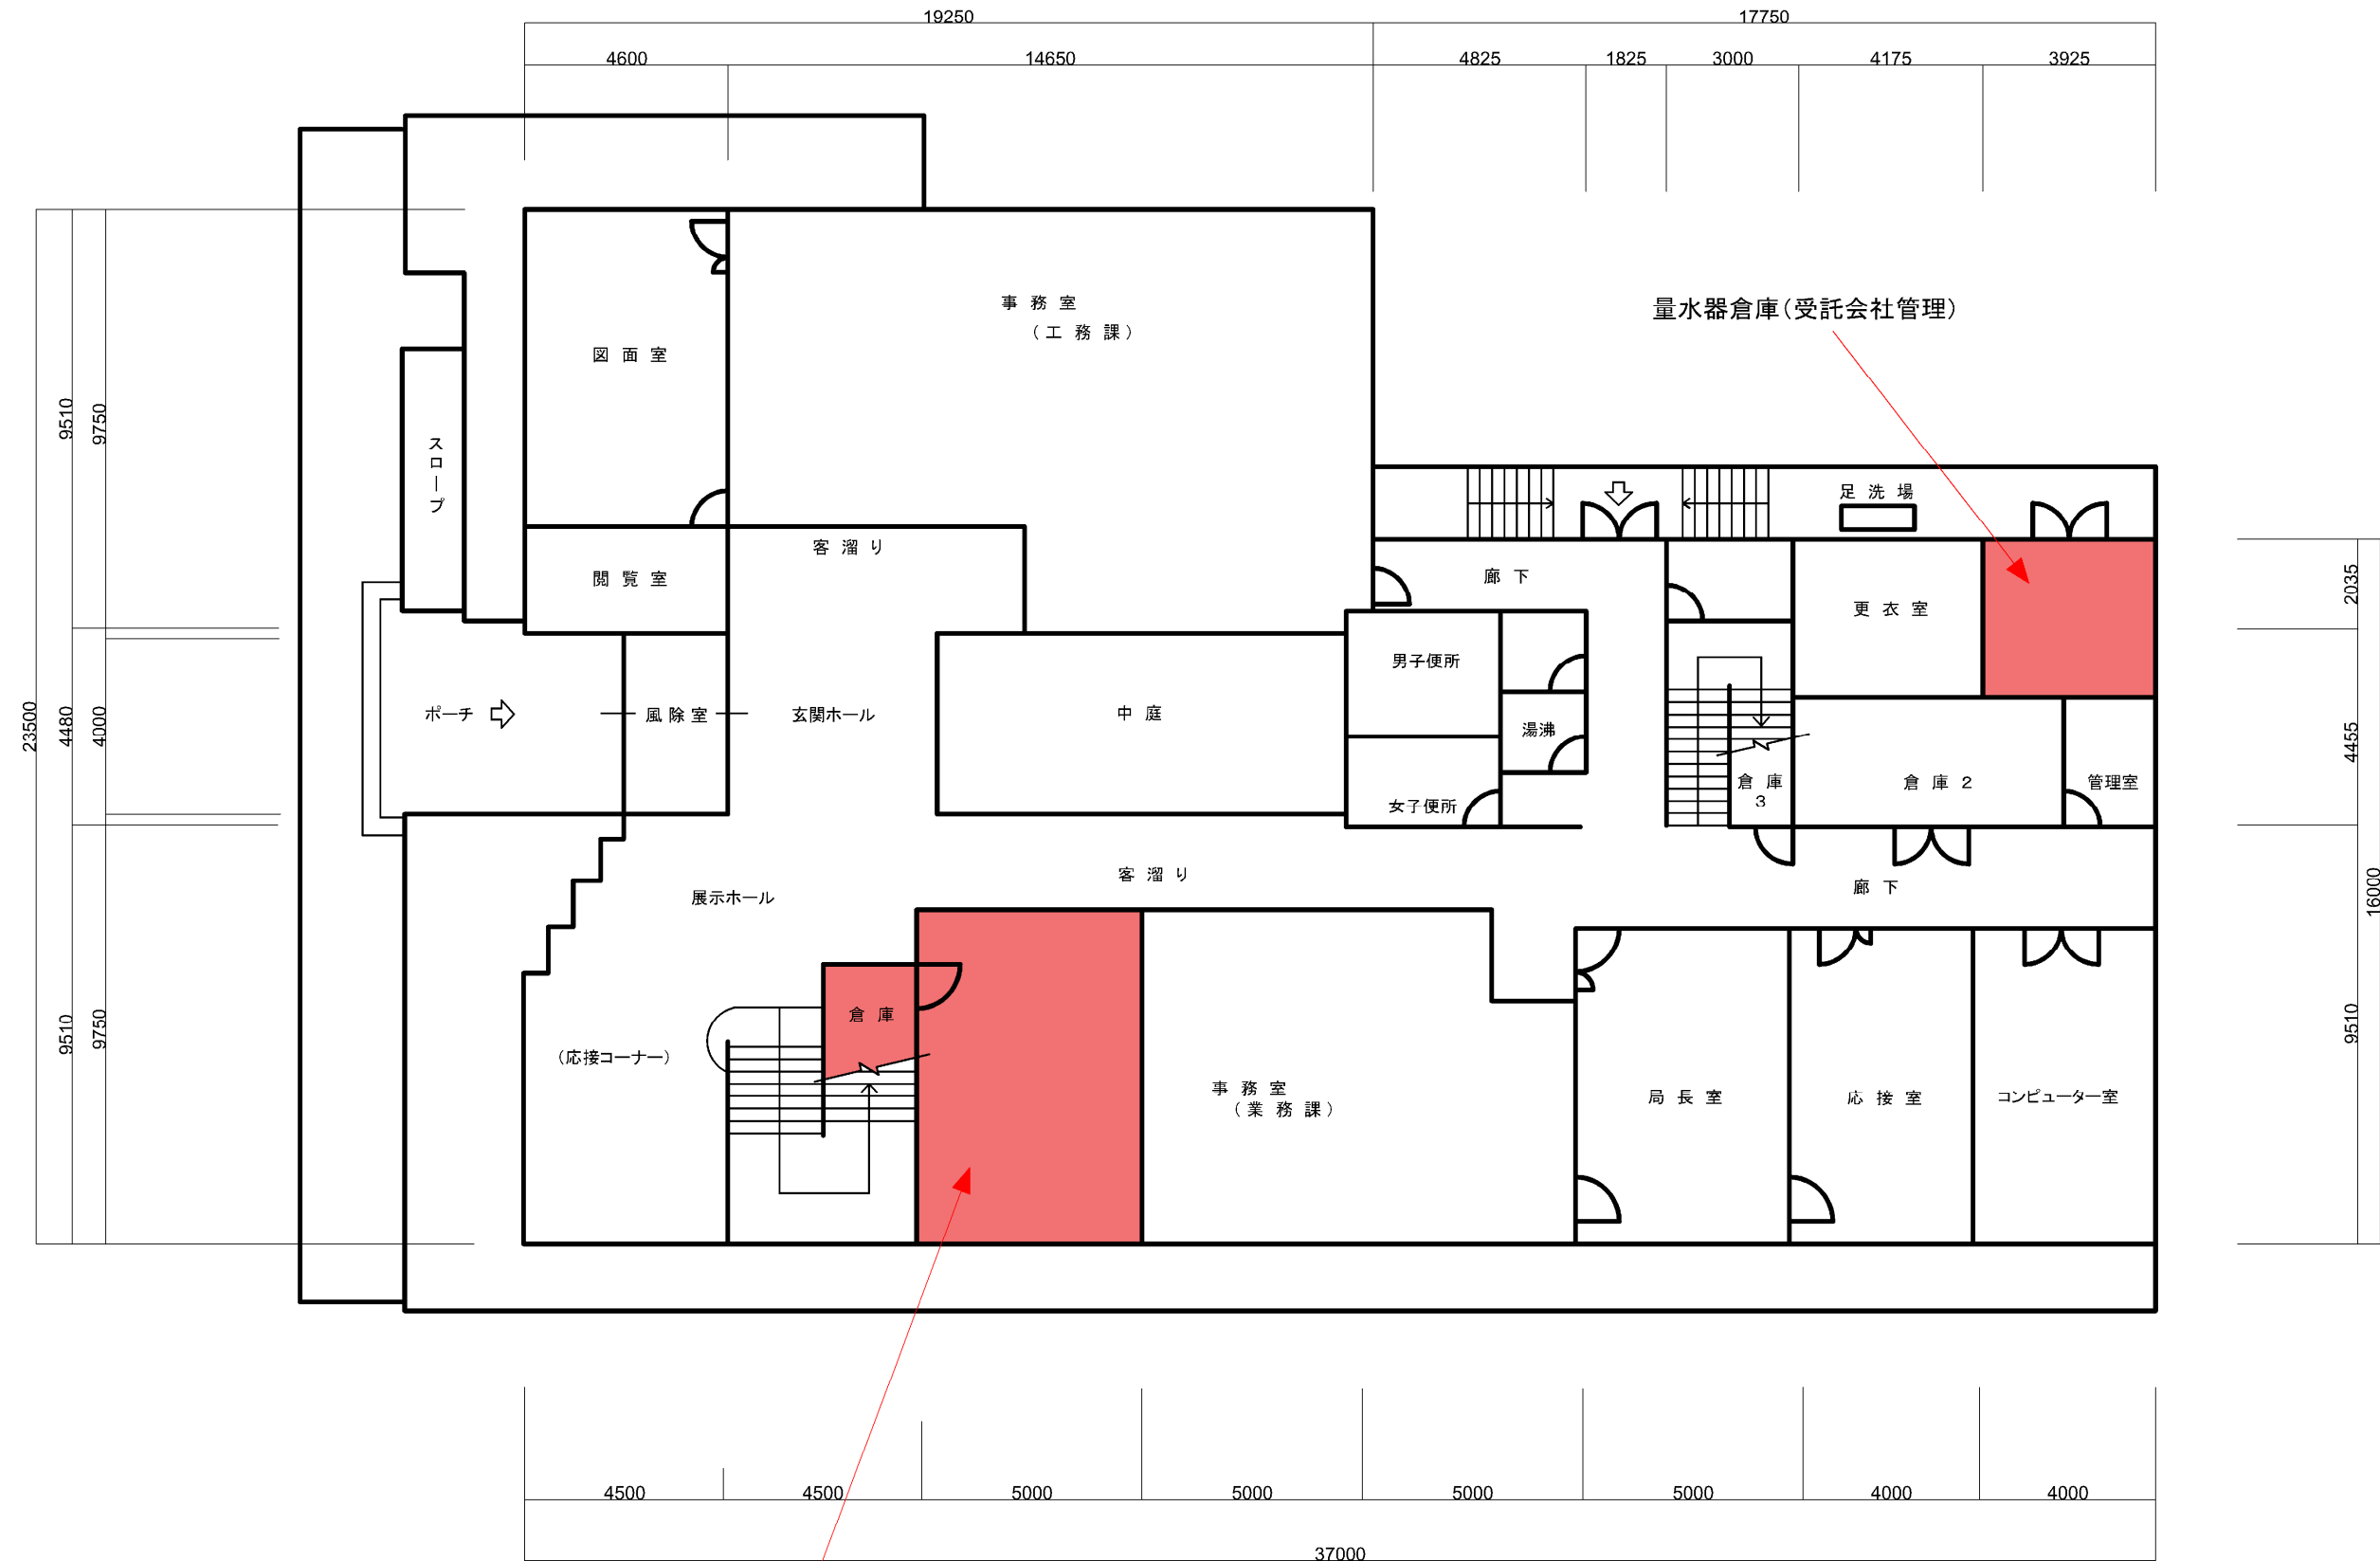 19250
17750
4600
14650
4825
1825
3000
4175
3925
量水器倉庫(受託会社管理)
事務室
(工務課)
図面室
スロープ
足洗場
客溜り
廊下
閲覧室
更衣室
男子便所
ポーチ
風除室
玄関ホール
中庭
湯沸
倉庫
3
倉庫2
管理室
女子便所
客溜り
廊下
展示ホール
倉庫
(応接コーナー)
事務室
(業務課)
局長室
応接室
コンピューター室
23500
9510
4480
9510
9750
4000
9750
2035
4455
9510
16000
4500
4500
5000
5000
5000
5000
4000
4000
37000